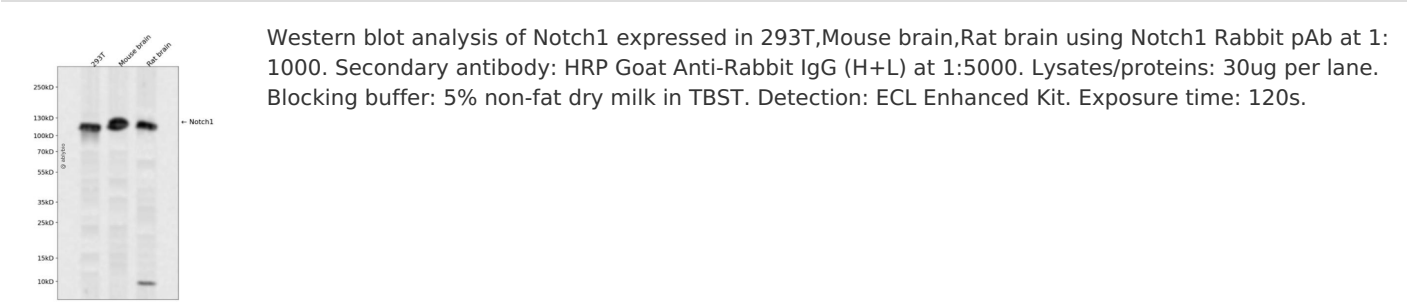 293T
Mouse brain
Rat brain
250kD
130kD
100kD
70kD
55kD
35kD
25kD
15kD
10kD
← Notch1
@ abiybio
Western blot analysis of Notch1 expressed in 293T,Mouse brain,Rat brain using Notch1 Rabbit pAb at 1:
1000. Secondary antibody: HRP Goat Anti-Rabbit IgG (H+L) at 1:5000. Lysates/proteins: 30ug per lane.
Blocking buffer: 5% non-fat dry milk in TBST. Detection: ECL Enhanced Kit. Exposure time: 120s.